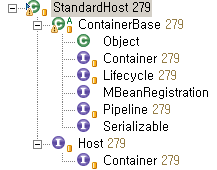 StandardHost 279
ContainerBase 279
Object
Container 279
Lifecycle 279
MBeanRegistration
Pipeline 279
Serializable
Host 279
Container 279